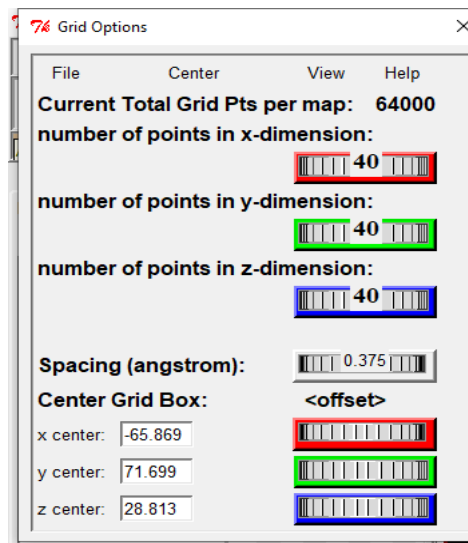 Tk Grid Options
File Center View Help
Current Total Grid Pts per map: 64000
number of points in x-dimension:
40
number of points in y-dimension:
40
number of points in z-dimension:
40
Spacing (angstrom): 0.375
Center Grid Box: <offset>
x center: -65.869
y center: 71.699
z center: 28.813